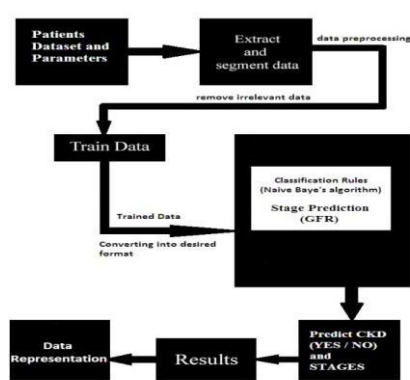 Patients
Dataset and
Parameters
Extract
and
segment data
data preprocessing
remove irrelevant data
Train Data
Trained Data
Converting into desired
format
Classification Rules
(Naive Baye's algorithm)
Stage Prediction
(GFR)
Predict CKD
(YES / NO)
and
STAGES
Results
Data
Representation